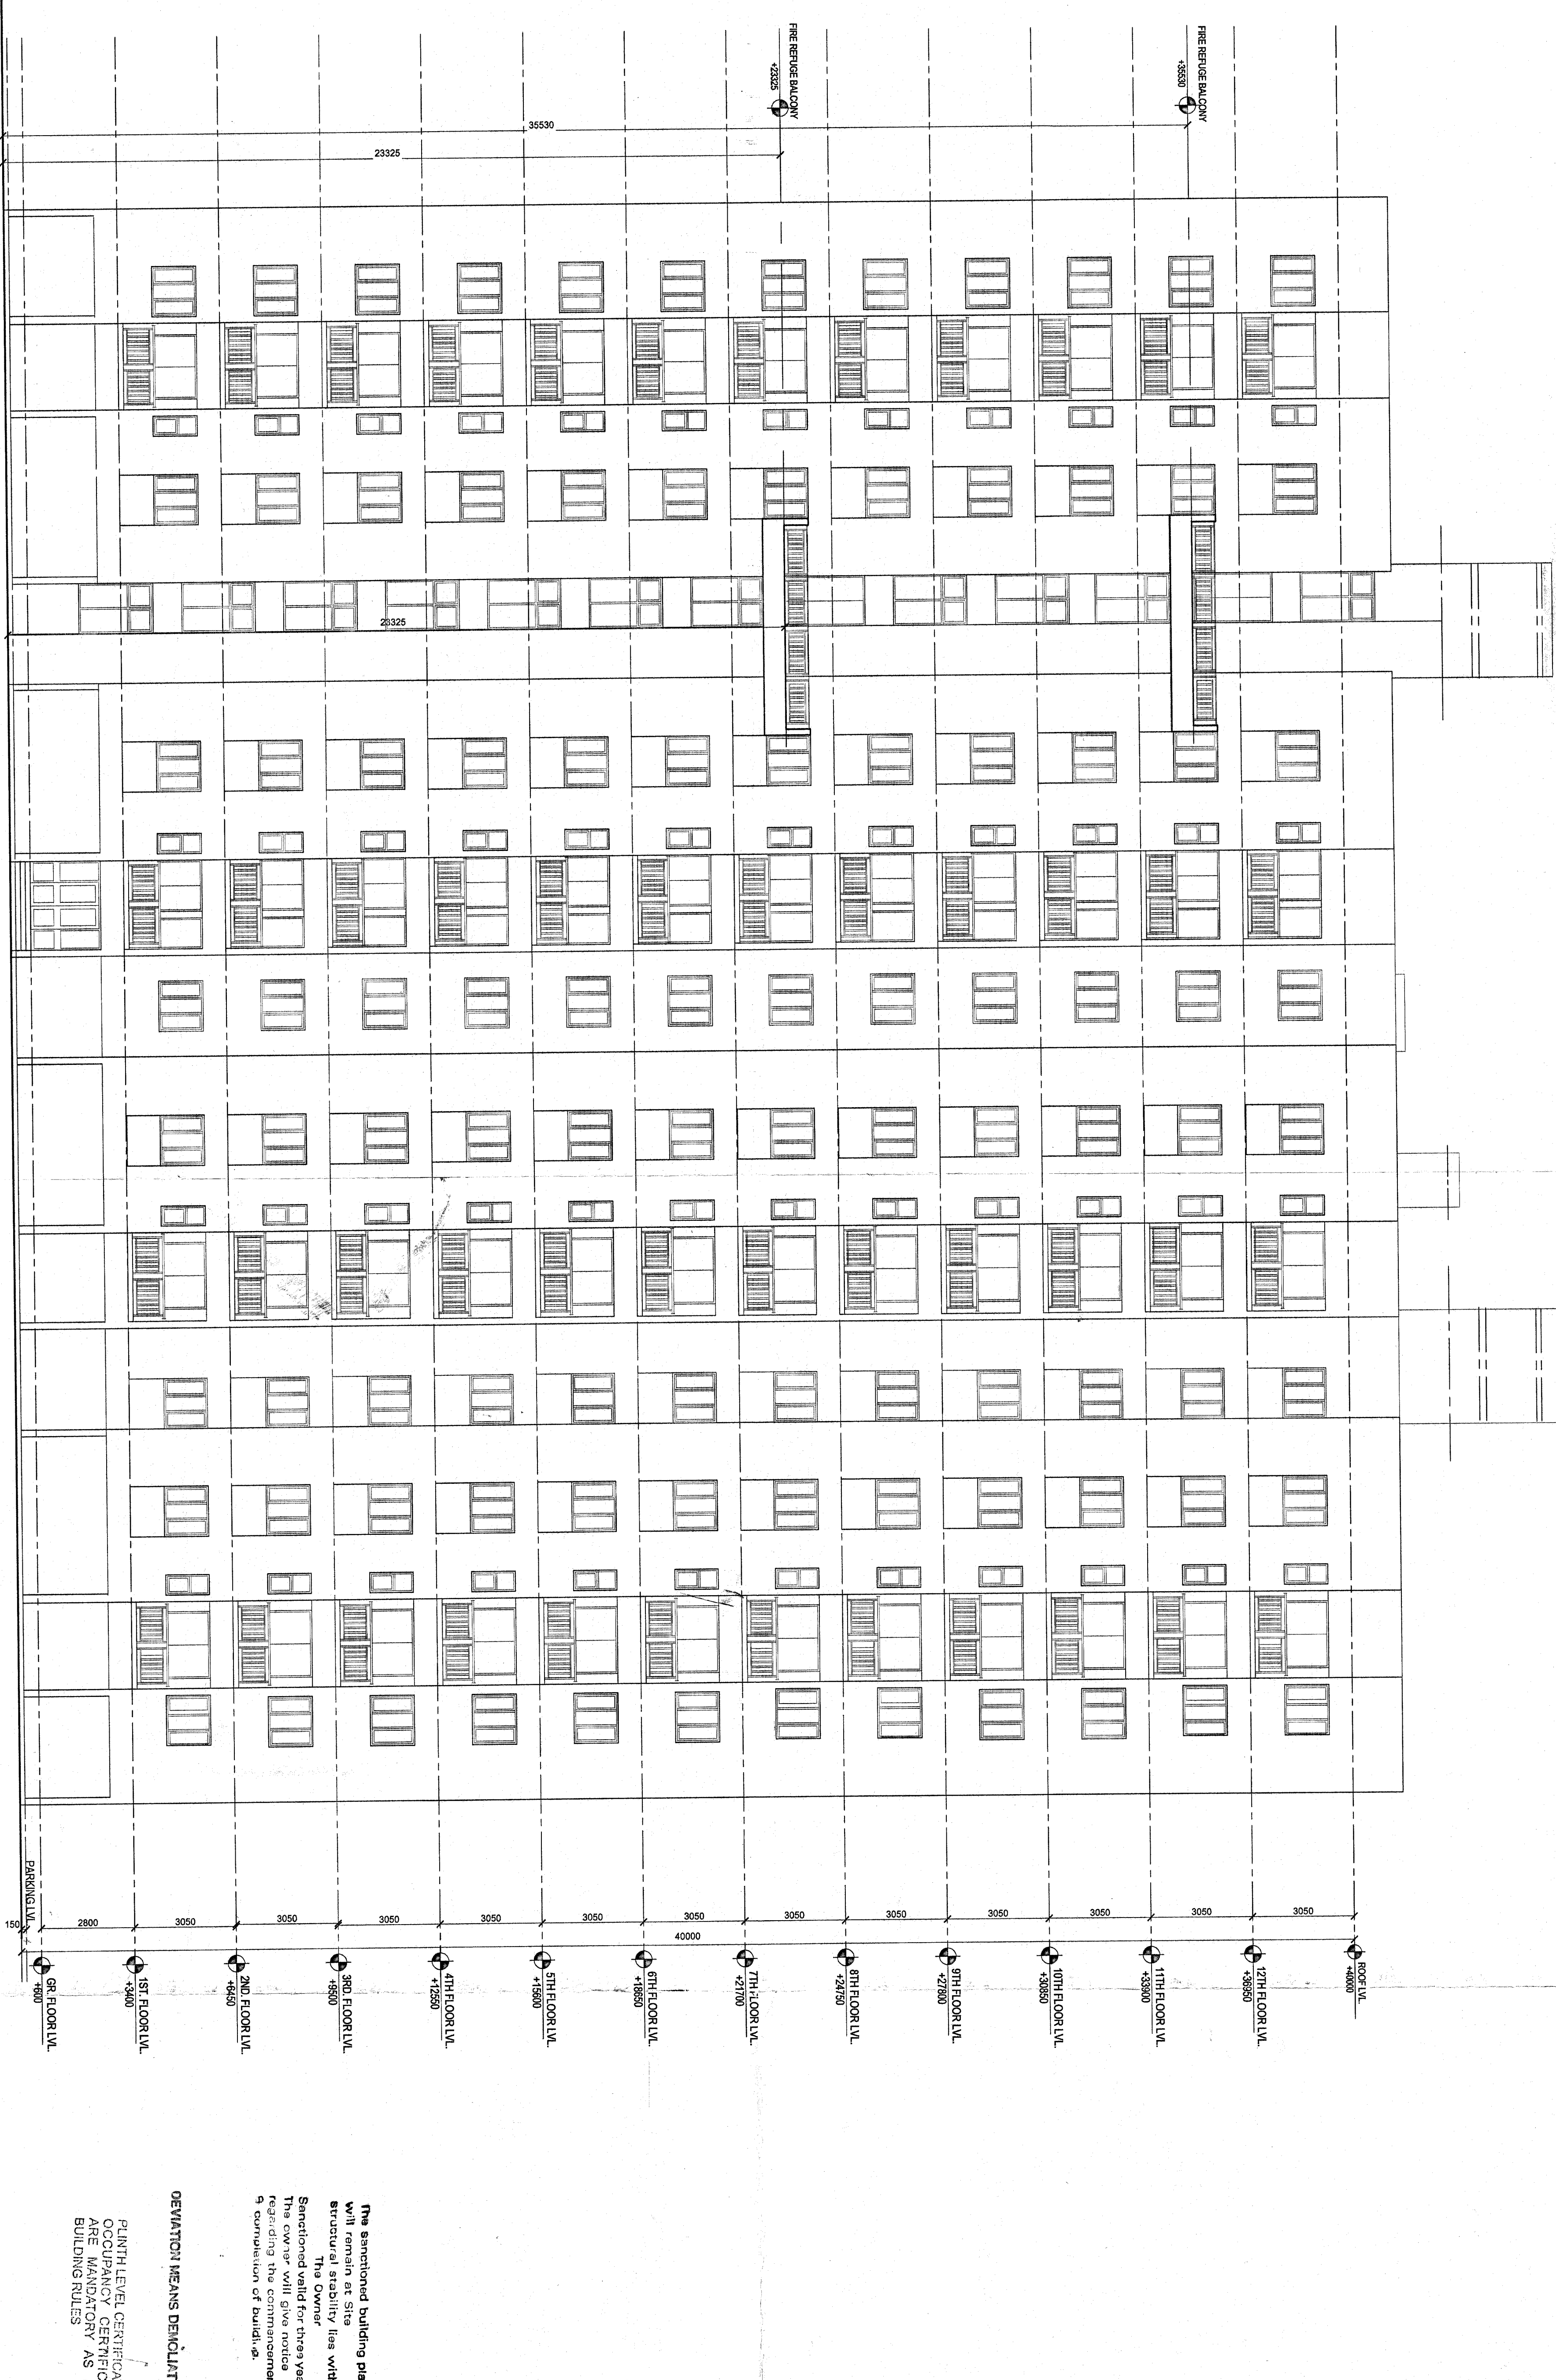 FIRE REFUGE BALCONY
+35530
FIRE REFUGE BALCONY
+23325
35530
23325
23325
ROOF LVL.
+40000
12TH FLOOR LVL.
+36950
11TH FLOOR LVL.
+33900
10TH FLOOR LVL.
+30850
9TH FLOOR LVL.
+27800
8TH FLOOR LVL.
+24750
7TH FLOOR LVL.
+21700
6TH FLOOR LVL.
+18650
5TH FLOOR LVL.
+15600
4TH FLOOR LVL.
+12550
3RD. FLOOR LVL.
+9500
2ND. FLOOR LVL.
+6450
1ST. FLOOR LVL.
+3400
GR. FLOOR LVL.
+600
PARKING LVL.
150
2800
3050
3050
3050
3050
3050
3050
3050
3050
3050
3050
3050
3050
40000
The sanctioned building pla
will remain at Site
structural stability lies with
The Owner
Sanctioned valid for three yea
The owner will give notice
regarding the commencemen
& completion of building.
DEVIATION MEANS DEMOLIAT
PLINTH LEVEL CERTIFICA
OCCUPANCY CERTIFIC
ARE MANDATORY AS
BUILDING RULES